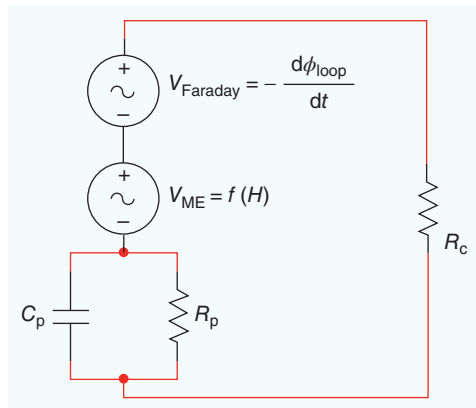 +
V_Faraday = − dϕ_loop / dt
−
+
V_ME = f (H)
−
R_c
C_p
R_p